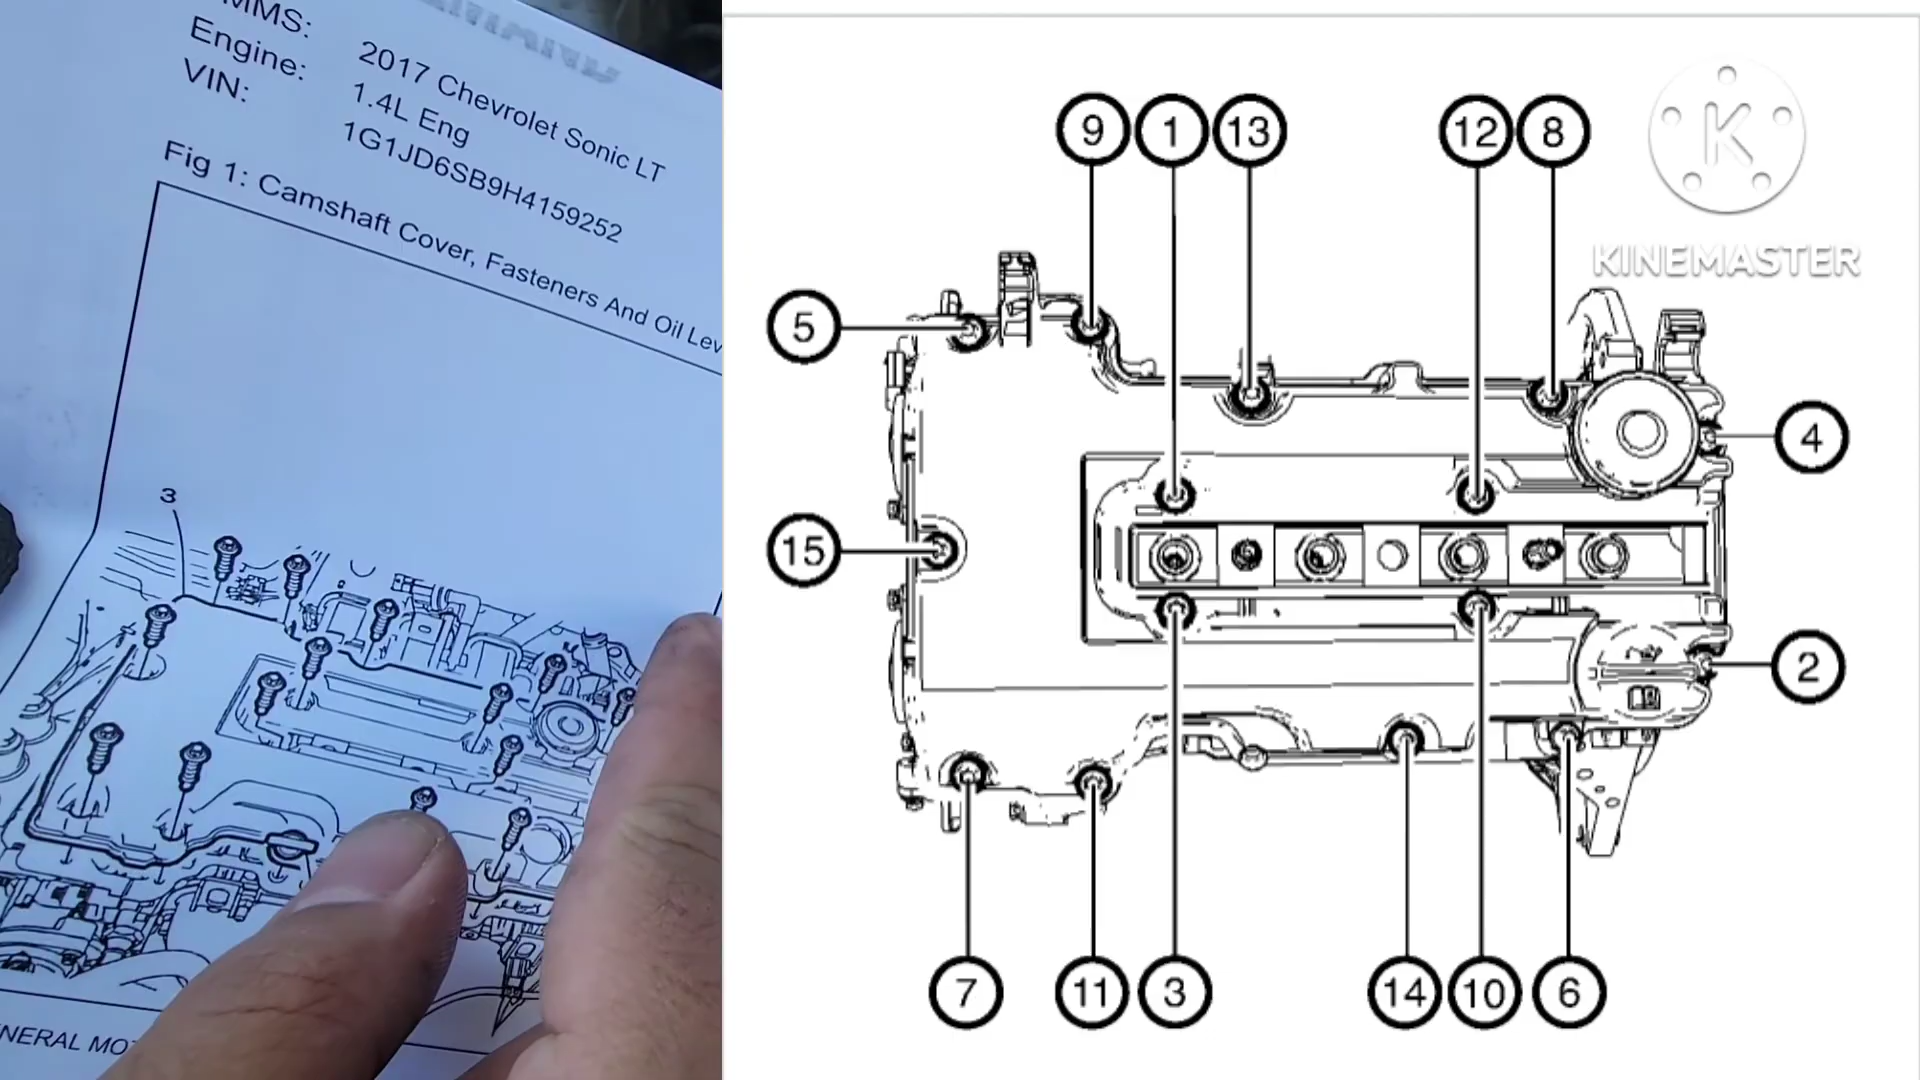 MMS: 2017 Chevrolet Sonic LT
Engine: 1.4L Eng
VIN: 1G1JD6SB9H4159252
Fig 1: Camshaft Cover, Fasteners And Oil Lev
3
NERAL MO
9 1 13 12 8
K
KINEMASTER
5
4
15
2
7 11 3 14 10 6